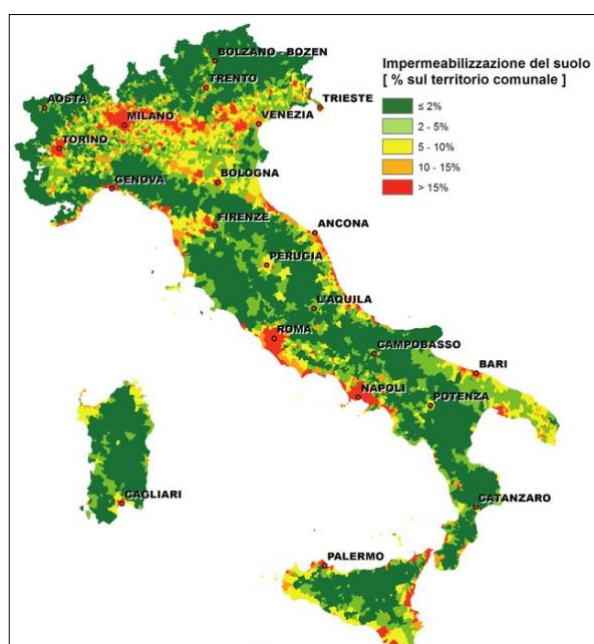 BOLZANO - BOZEN
Impermeabilizzazione del suolo
[ % sul territorio comunale ]
TRENTO
AOSTA
TRIESTE
≤ 2%
MILANO
VENEZIA
2 - 5%
TORINO
5 - 10%
10 - 15%
BOLOGNA
GENOVA
> 15%
FIRENZE
ANCONA
PERUGIA
L'AQUILA
ROMA
CAMPOBASSO
BARI
NAPOLI
POTENZA
CAGLIARI
CATANZARO
PALERMO